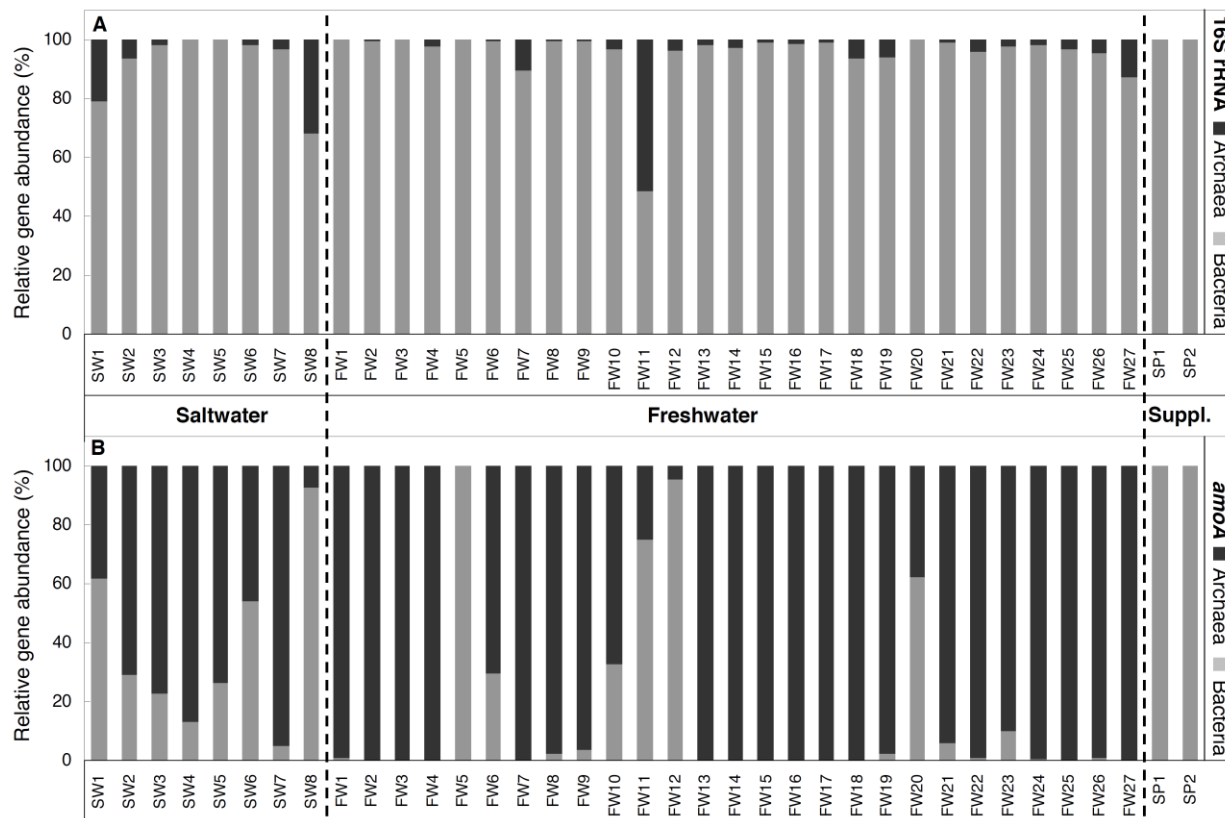 A
Relative gene abundance (%)
100
80
60
40
20
0
16S rRNA Archaea Bacteria
SW1 SW2 SW3 SW4 SW5 SW6 SW7 SW8 FW1 FW2 FW3 FW4 FW5 FW6 FW7 FW8 FW9 FW10 FW11 FW12 FW13 FW14 FW15 FW16 FW17 FW18 FW19 FW20 FW21 FW22 FW23 FW24 FW25 FW26 FW27 SP1 SP2
Saltwater Freshwater Suppl.
B
Relative gene abundance (%)
100
80
60
40
20
0
amoA Archaea Bacteria
SW1 SW2 SW3 SW4 SW5 SW6 SW7 SW8 FW1 FW2 FW3 FW4 FW5 FW6 FW7 FW8 FW9 FW10 FW11 FW12 FW13 FW14 FW15 FW16 FW17 FW18 FW19 FW20 FW21 FW22 FW23 FW24 FW25 FW26 FW27 SP1 SP2